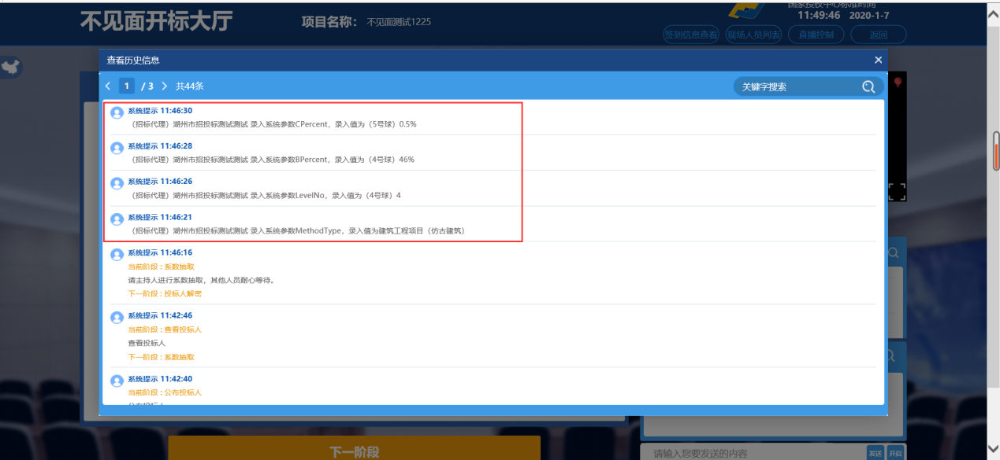 不见面开标大厅
项目名称： 不见面测试1225
国家授权中心标准时间
11:49:46 2020-1-7
签到信息查看 现场人员列表 直播控制 返回
查看历史信息
1 / 3 共44条
关键字搜索
系统提示 11:46:30
（招标代理）湖州市招投标测试测试 录入系统参数CPercent，录入值为（5号球）0.5%
系统提示 11:46:28
（招标代理）湖州市招投标测试测试 录入系统参数BPercent，录入值为（4号球）46%
系统提示 11:46:26
（招标代理）湖州市招投标测试测试 录入系统参数LevelNo，录入值为（4号球）4
系统提示 11:46:21
（招标代理）湖州市招投标测试测试 录入系统参数MethodType，录入值为建筑工程项目（仿古建筑）
系统提示 11:46:16
当前阶段 : 系数抽取
请主持人进行系数抽取，其他人员耐心等待。
下一阶段 : 投标人解密
系统提示 11:42:46
当前阶段 : 查看投标人
查看投标人
下一阶段 : 系数抽取
系统提示 11:42:40
当前阶段 : 公布投标人
公布投标人
下一阶段
请输入您要发送的内容
发送 开启